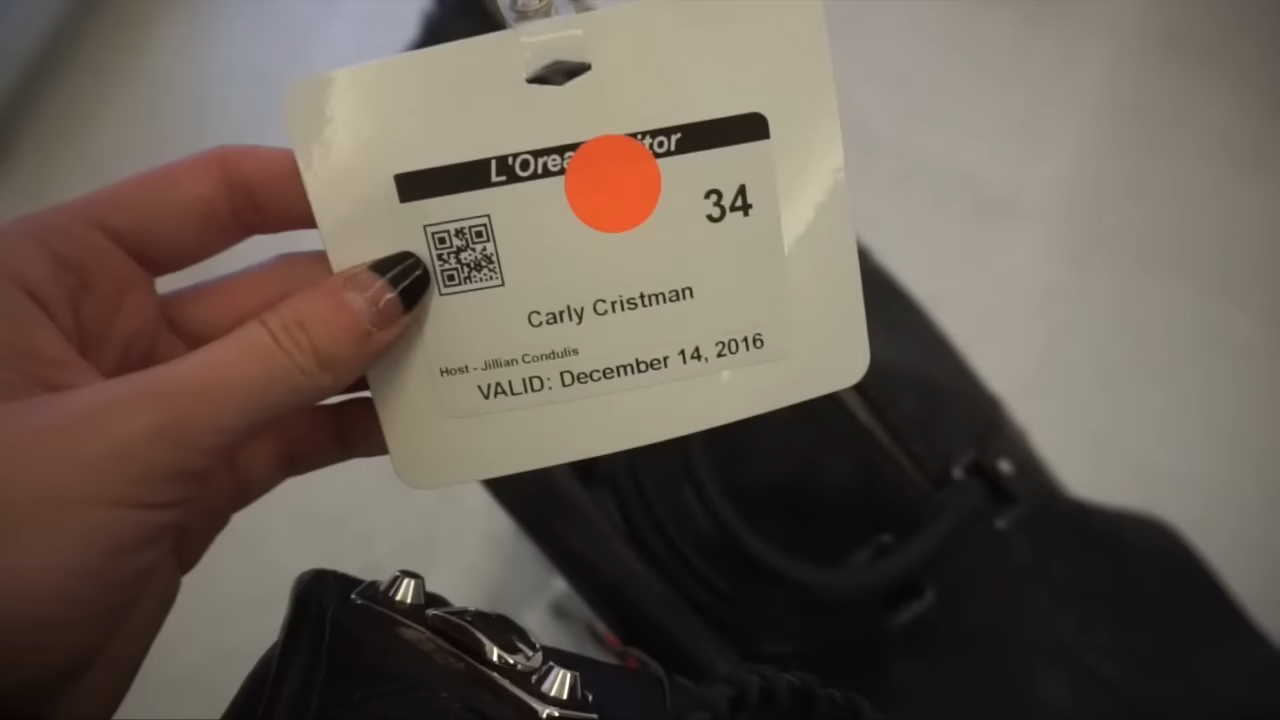 L'Orea itor
34
Carly Cristman
Host - Jillian Condulis
VALID: December 14, 2016